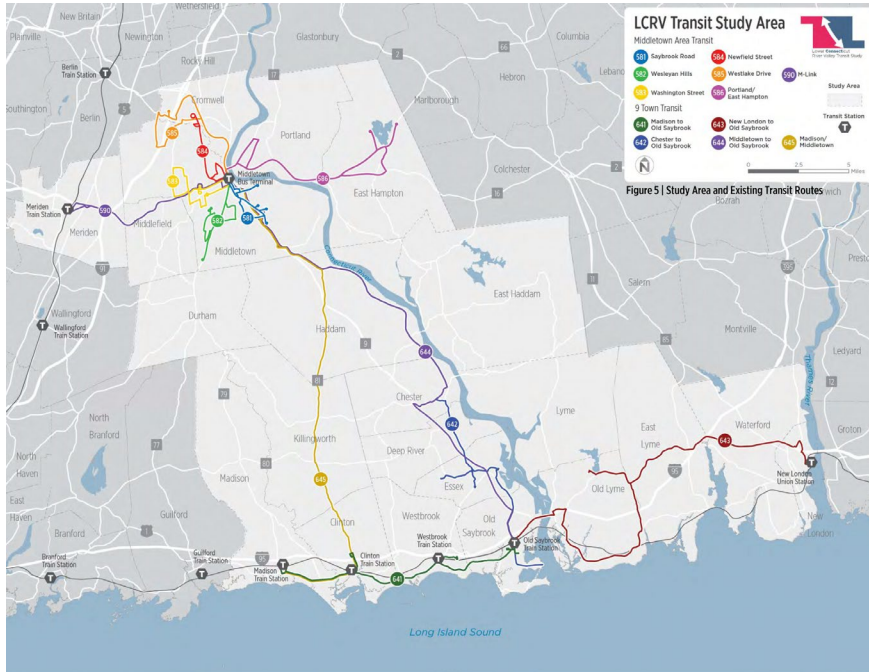 LCRV Transit Study Area
Middletown Area Transit
581 Saybrook Road
584 Newfield Street
582 Wesleyan Hills
585 Westlake Drive
590 M-Link
583 Washington Street
586 Portland/
East Hampton
9 Town Transit
641 Madison to
Old Saybrook
643 New London to
Old Saybrook
642 Chester to
Old Saybrook
644 Middletown to
Old Saybrook
645 Madison/
Middletown
Study Area
Transit Station
T
N
0 2.5 5
Miles
Figure 5 | Study Area and Existing Transit Routes
New Britain
Wethersfield
Plainville
Newington
Glastonbury
Columbia
Berlin
Train Station
Rocky Hill
Hebron
Marlborough
Southington
Berlin
Cromwell
Portland
Colchester
Middletown
Bus Terminal
East Hampton
Meriden
Train Station
Meriden
Middlefield
Middletown
Connecticut River
Bozrah
Wallingford
Wallingford
Train Station
Durham
Haddam
East Haddam
Salem
Montville
Ledyard
Thames River
Chester
Lyme
East
Lyme
Waterford
Groton
North
Branford
Killingworth
Deep River
North
Haven
Madison
Essex
Old Lyme
New London
Union Station
East
Haven
Guilford
Clinton
Westbrook
Old
Saybrook
New
London
Branford
Westbrook
Train Station
Old Saybrook
Train Station
Branford
Train Station
Guilford
Train Station
Madison
Train Station
Clinton
Train Station
Long Island Sound